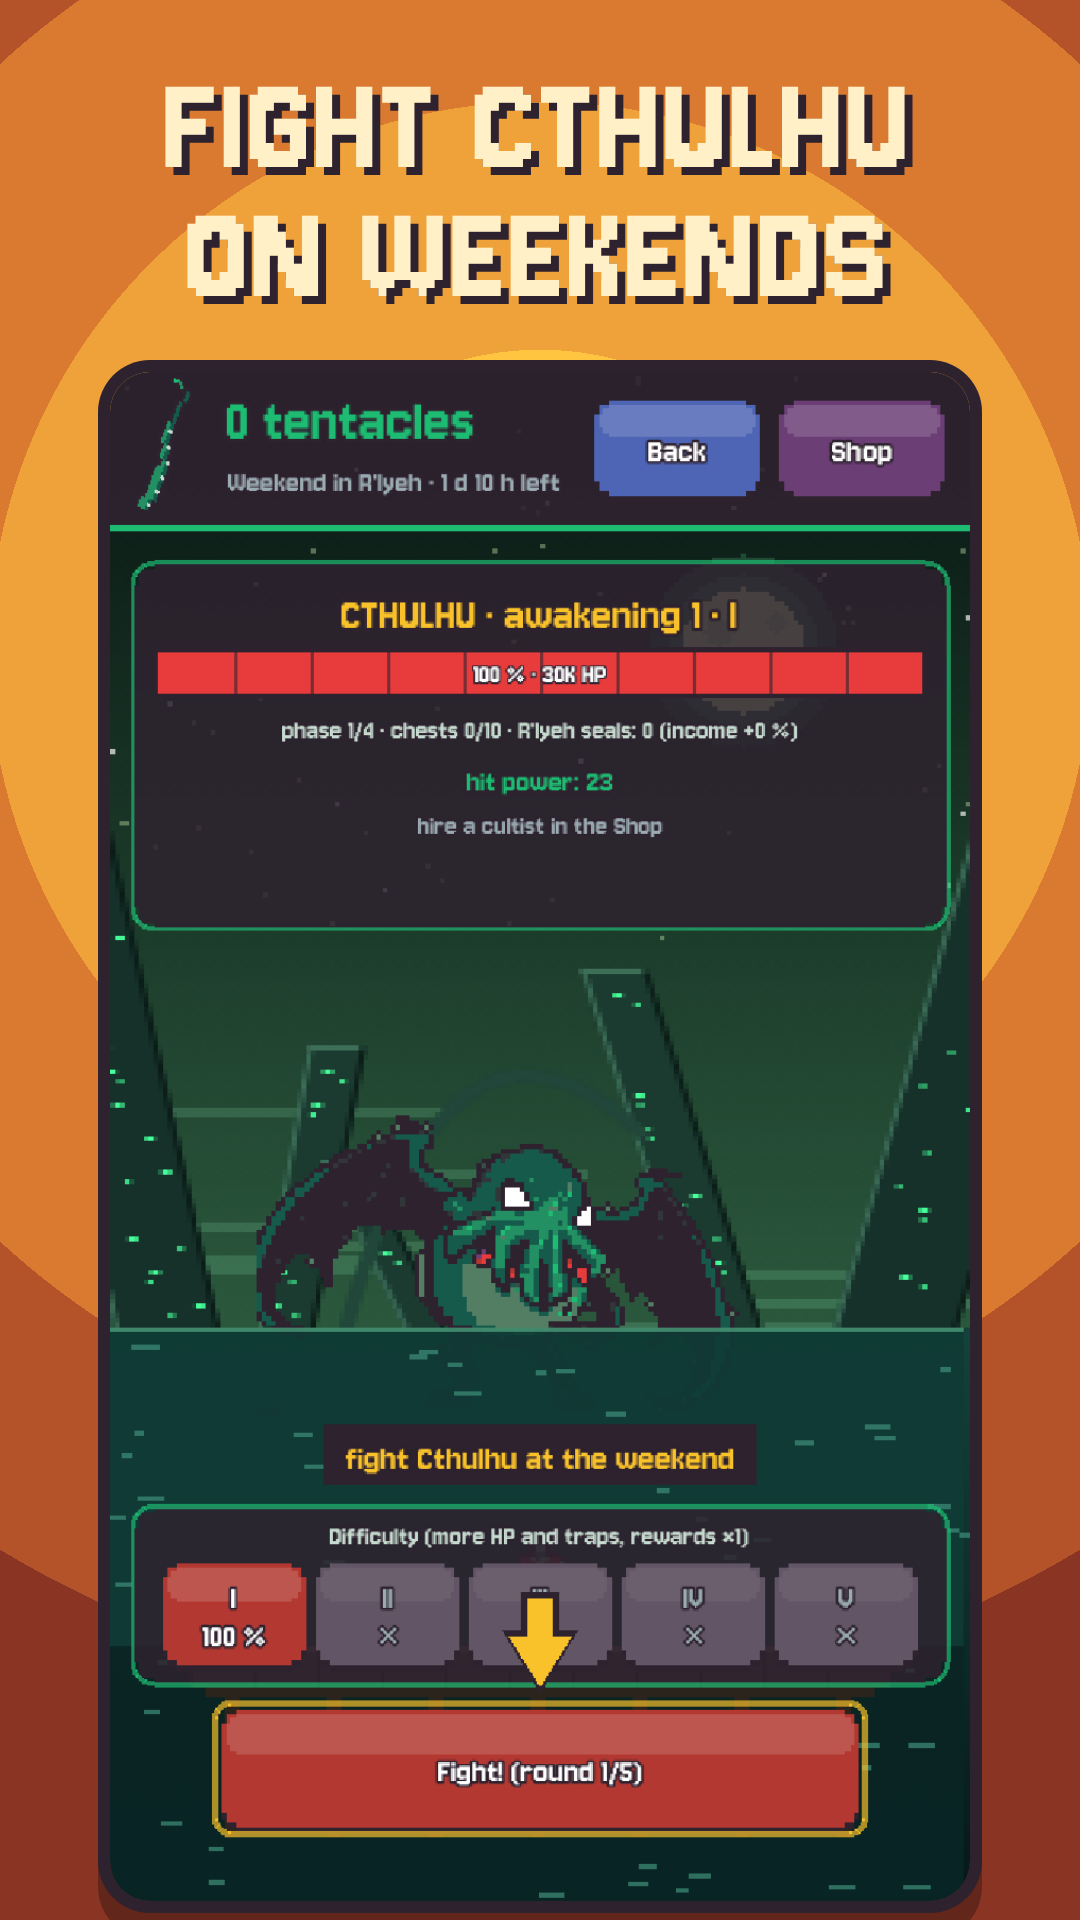 FIGHT CTHULHU
ON WEEKENDS
0 tentacles
Weekend in R'lyeh · 1 d 10 h left
Back
Shop
CTHULHU · awakening 1 · I
100 % · 30K HP
phase 1/4 · chests 0/10 · R'lyeh seals: 0 (income +0 %)
hit power: 23
hire a cultist in the Shop
fight Cthulhu at the weekend
Difficulty (more HP and traps, rewards ×1)
I
100 %
II
×
IV
×
V
×
Fight! (round 1/5)